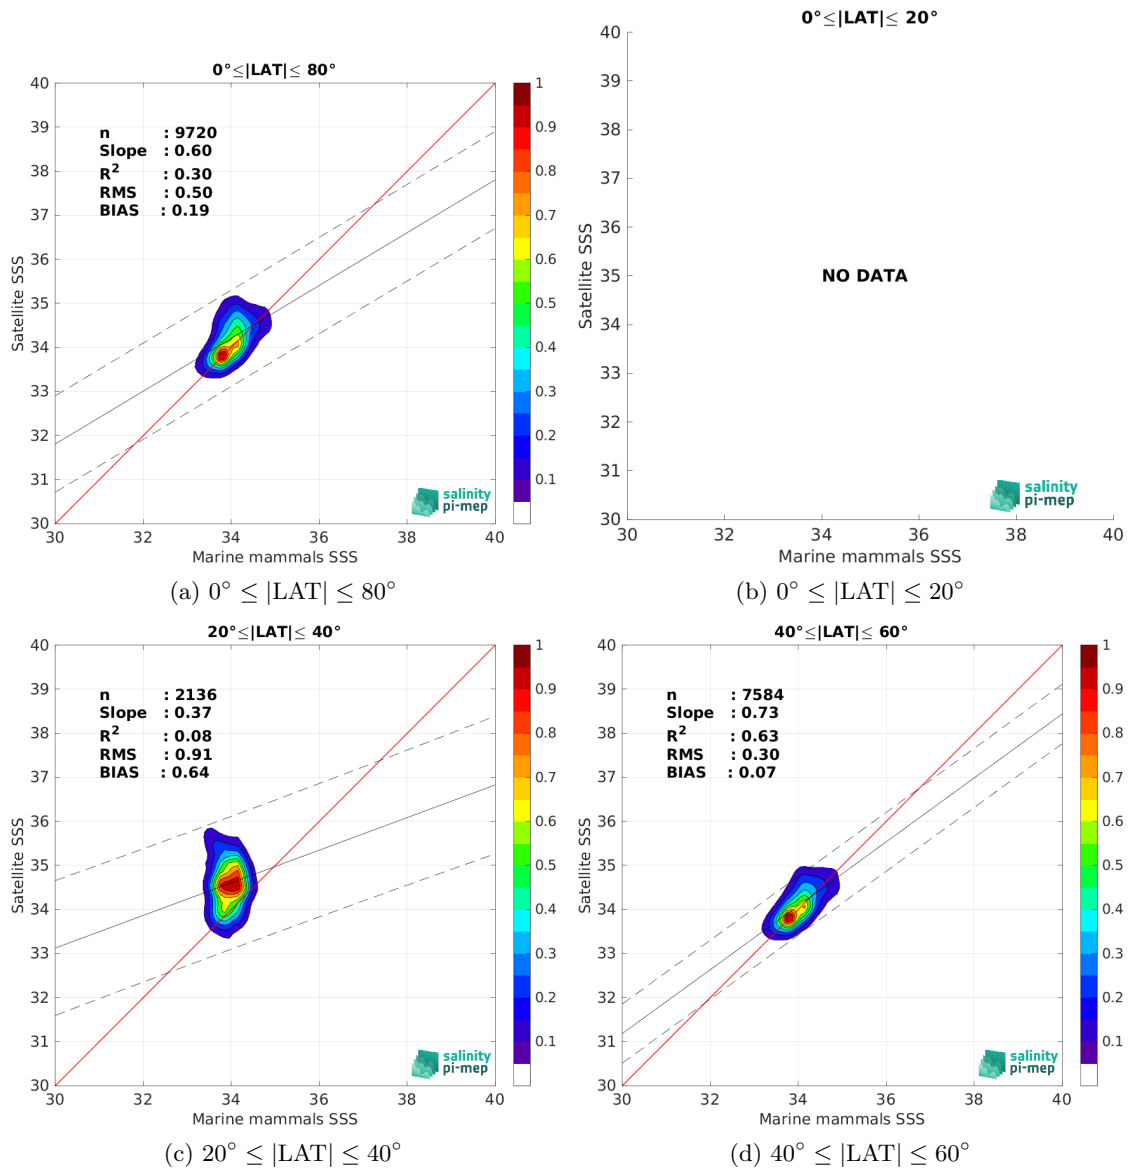 0°≤|LAT|≤ 80°
40
39
38
37
36
35
34
33
32
31
30
Satellite SSS
n : 9720
Slope : 0.60
R² : 0.30
RMS : 0.50
BIAS : 0.19
salinity
pi-mep
30 32 34 36 38 40
Marine mammals SSS
1
0.9
0.8
0.7
0.6
0.5
0.4
0.3
0.2
0.1
(a) 0° ≤ |LAT| ≤ 80°
0°≤|LAT|≤ 20°
40
39
38
37
36
35
34
33
32
31
30
Satellite SSS
NO DATA
salinity
pi-mep
30 32 34 36 38 40
Marine mammals SSS
(b) 0° ≤ |LAT| ≤ 20°
20°≤|LAT|≤ 40°
40
39
38
37
36
35
34
33
32
31
30
Satellite SSS
n : 2136
Slope : 0.37
R² : 0.08
RMS : 0.91
BIAS : 0.64
salinity
pi-mep
30 32 34 36 38 40
Marine mammals SSS
1
0.9
0.8
0.7
0.6
0.5
0.4
0.3
0.2
0.1
(c) 20° ≤ |LAT| ≤ 40°
40°≤|LAT|≤ 60°
40
39
38
37
36
35
34
33
32
31
30
Satellite SSS
n : 7584
Slope : 0.73
R² : 0.63
RMS : 0.30
BIAS : 0.07
salinity
pi-mep
30 32 34 36 38 40
Marine mammals SSS
1
0.9
0.8
0.7
0.6
0.5
0.4
0.3
0.2
0.1
(d) 40° ≤ |LAT| ≤ 60°